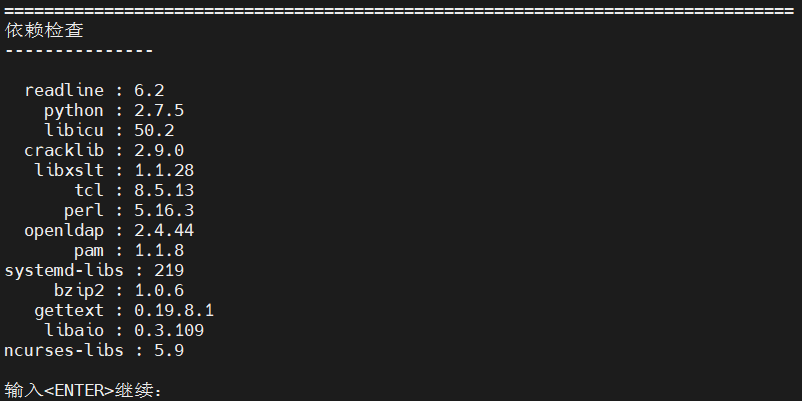 ===============================================================================
依赖检查
---------------
readline : 6.2
python : 2.7.5
libicu : 50.2
cracklib : 2.9.0
libxslt : 1.1.28
tcl : 8.5.13
perl : 5.16.3
openldap : 2.4.44
pam : 1.1.8
systemd-libs : 219
bzip2 : 1.0.6
gettext : 0.19.8.1
libaio : 0.3.109
ncurses-libs : 5.9
输入<ENTER>继续: